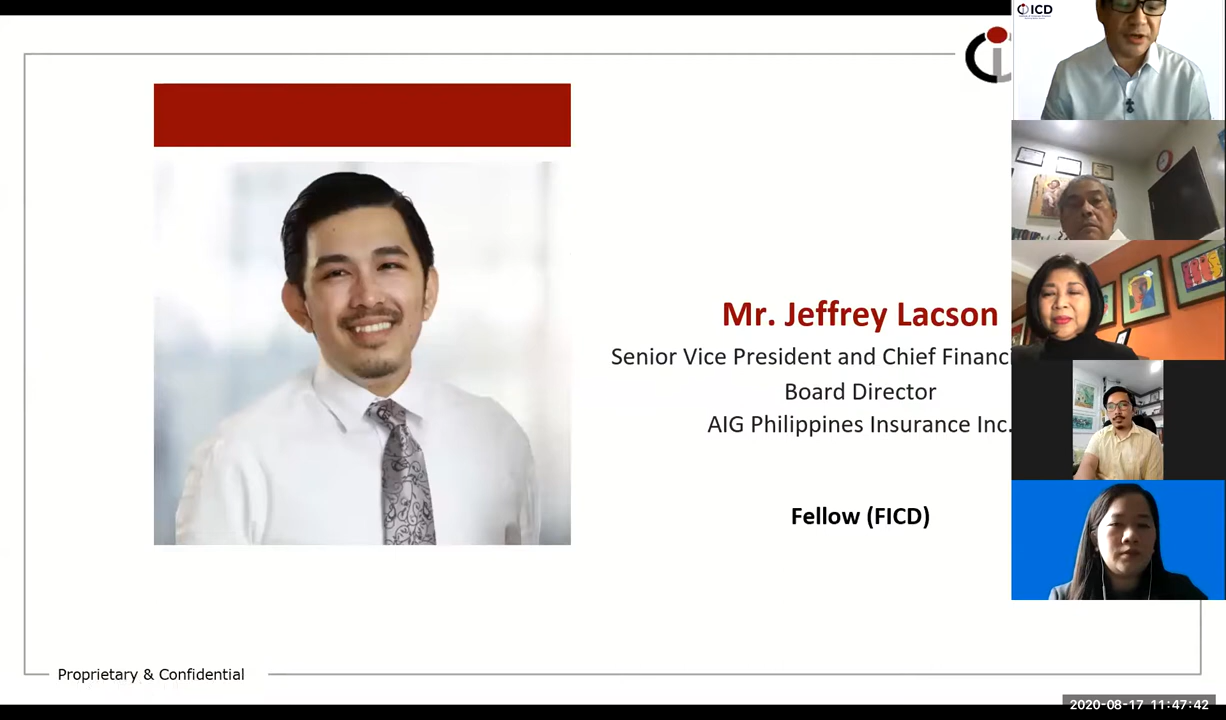 ICD
Mr. Jeffrey Lacson
Senior Vice President and Chief Financi
Board Director
AIG Philippines Insurance Inc.
Fellow (FICD)
Proprietary & Confidential
2020-08-17 11:47:42